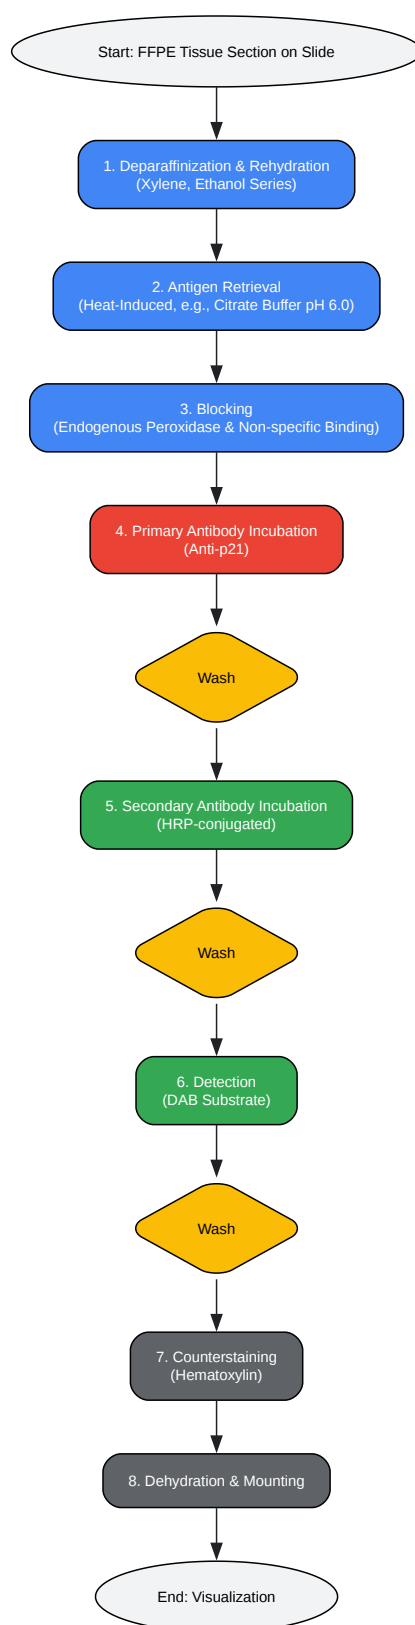 Start: FFPE Tissue Section on Slide
1. Deparaffinization & Rehydration
(Xylene, Ethanol Series)
2. Antigen Retrieval
(Heat-Induced, e.g., Citrate Buffer pH 6.0)
3. Blocking
(Endogenous Peroxidase & Non-specific Binding)
4. Primary Antibody Incubation
(Anti-p21)
Wash
5. Secondary Antibody Incubation
(HRP-conjugated)
Wash
6. Detection
(DAB Substrate)
Wash
7. Counterstaining
(Hematoxylin)
8. Dehydration & Mounting
End: Visualization